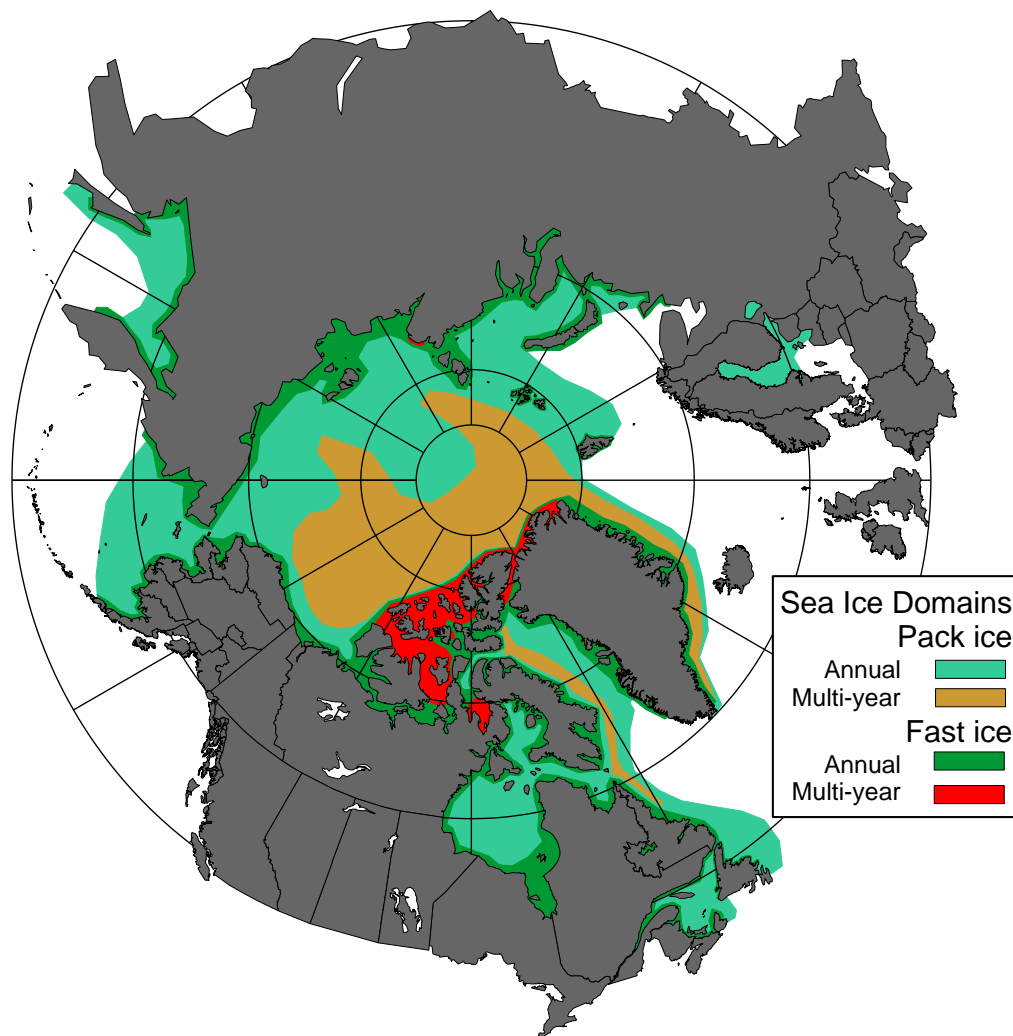 Sea Ice Domains
Pack ice
Annual
Multi-year
Fast ice
Annual
Multi-year